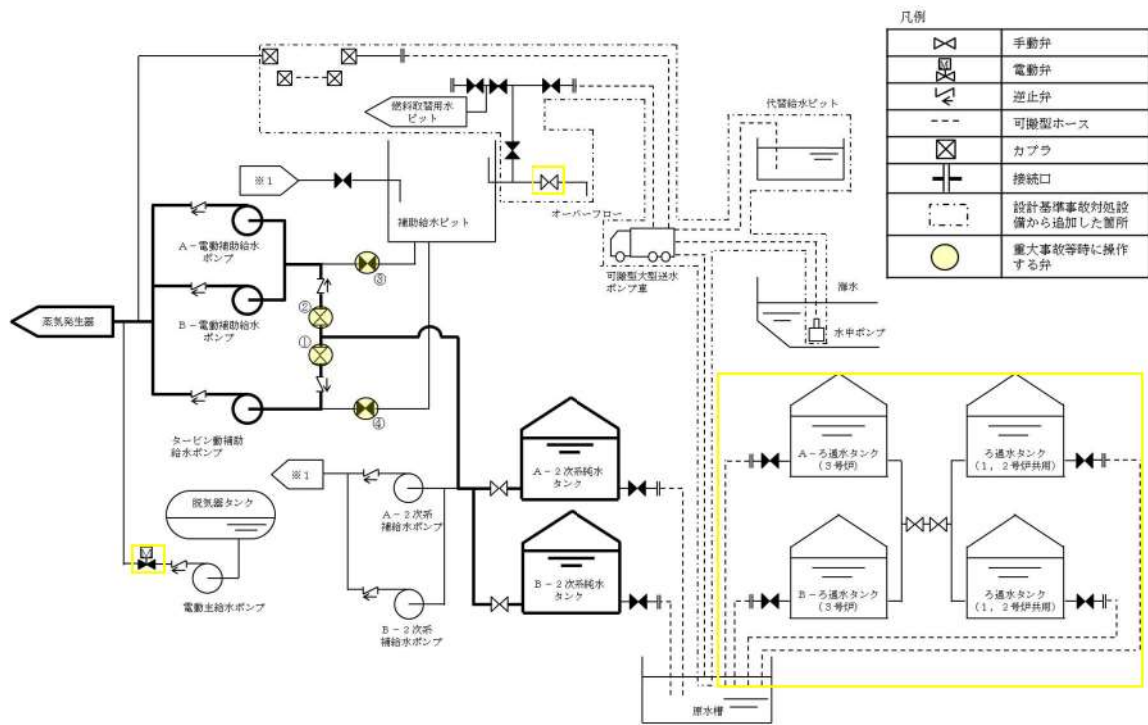 凡例
手動弁
M
電動弁
逆止弁
可搬型ホース
カプラ
接続口
設計基準事故対処設
備から追加した箇所
重大事故等時に操作
する弁
燃料取替用水
ピット
代替給水ピット
※1
補助給水ピット
オーバーフロー
A-電動補助給水
ポンプ
③
可搬型大型送水
ポンプ車
海水
②
蒸気発生器
B-電動補助給水
ポンプ
水中ポンプ
①
④
タービン動補助
給水ポンプ
A-ろ過水タンク
(3号炉)
ろ過水タンク
(1,2号炉共用)
A-2次系純水
タンク
※1
脱気器タンク
A-2次系
補給水ポンプ
M
B-2次系純水
タンク
B-ろ過水タンク
(3号炉)
ろ過水タンク
(1,2号炉共用)
電動主給水ポンプ
B-2次系
補給水ポンプ
原水槽